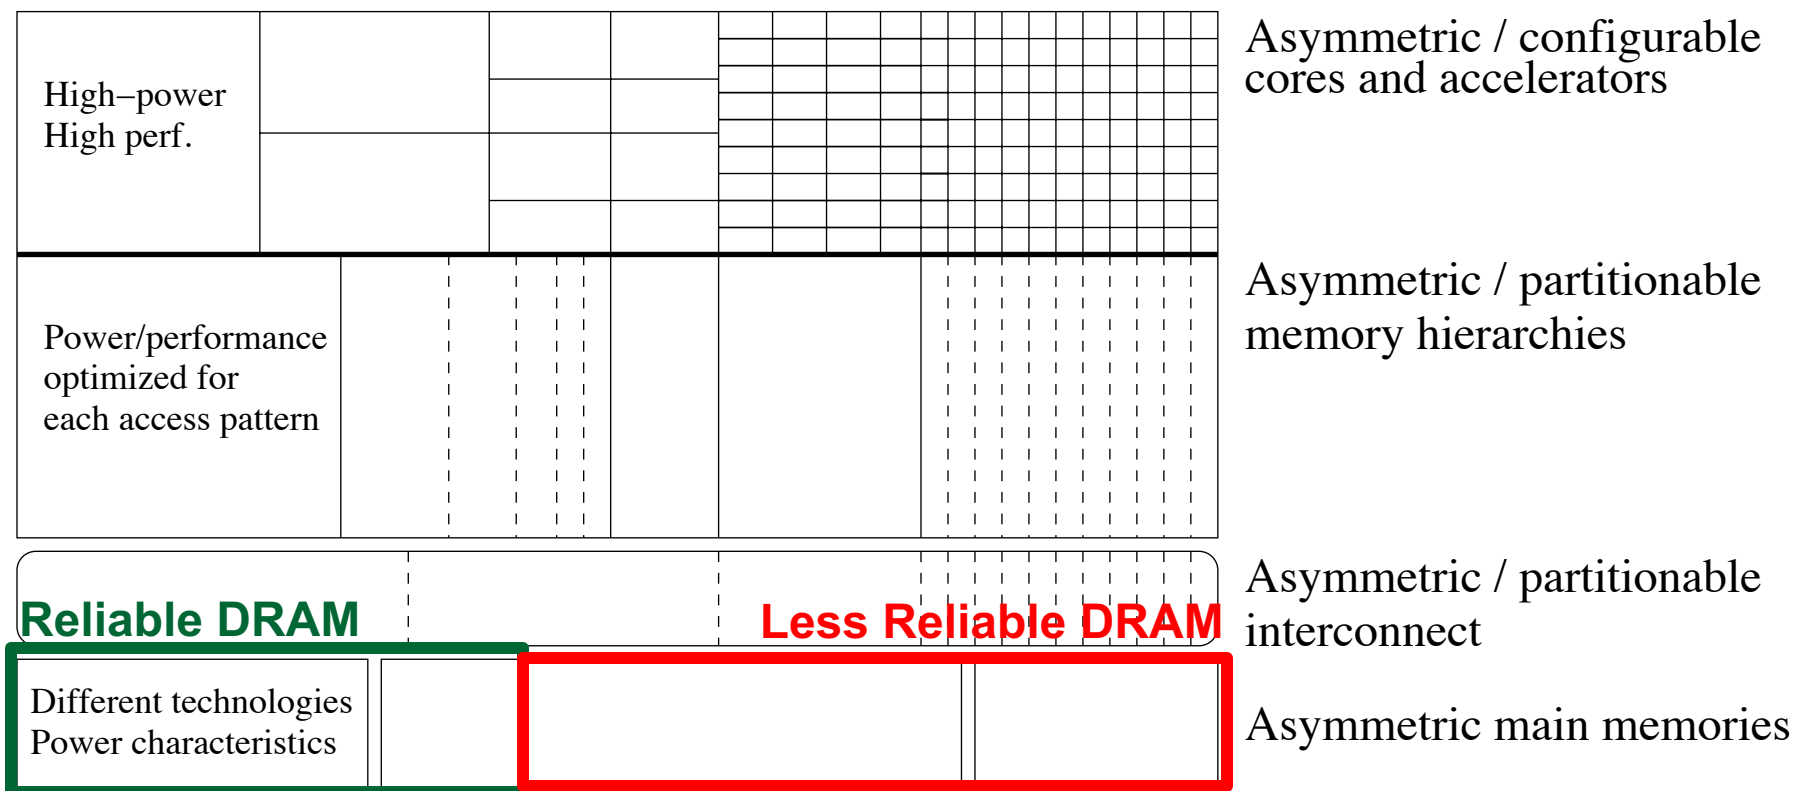 High−power
High perf.
Asymmetric / configurable
cores and accelerators
Power/performance
optimized for
each access pattern
Asymmetric / partitionable
memory hierarchies
Reliable DRAM
Less Reliable DRAM
Asymmetric / partitionable
interconnect
Different technologies
Power characteristics
Asymmetric main memories